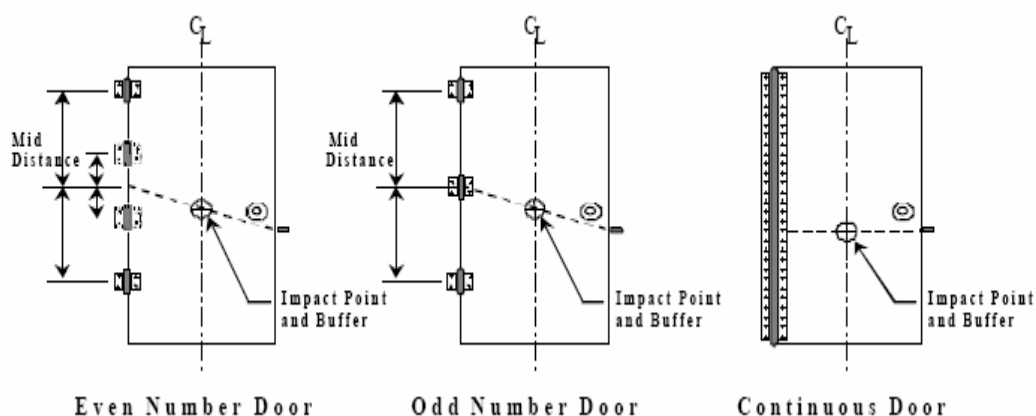 CL
CL
CL
Mid
Distance
Mid
Distance
Impact Point
and Buffer
Impact Point
and Buffer
Impact Point
and Buffer
Even Number Door
Odd Number Door
Continuous Door